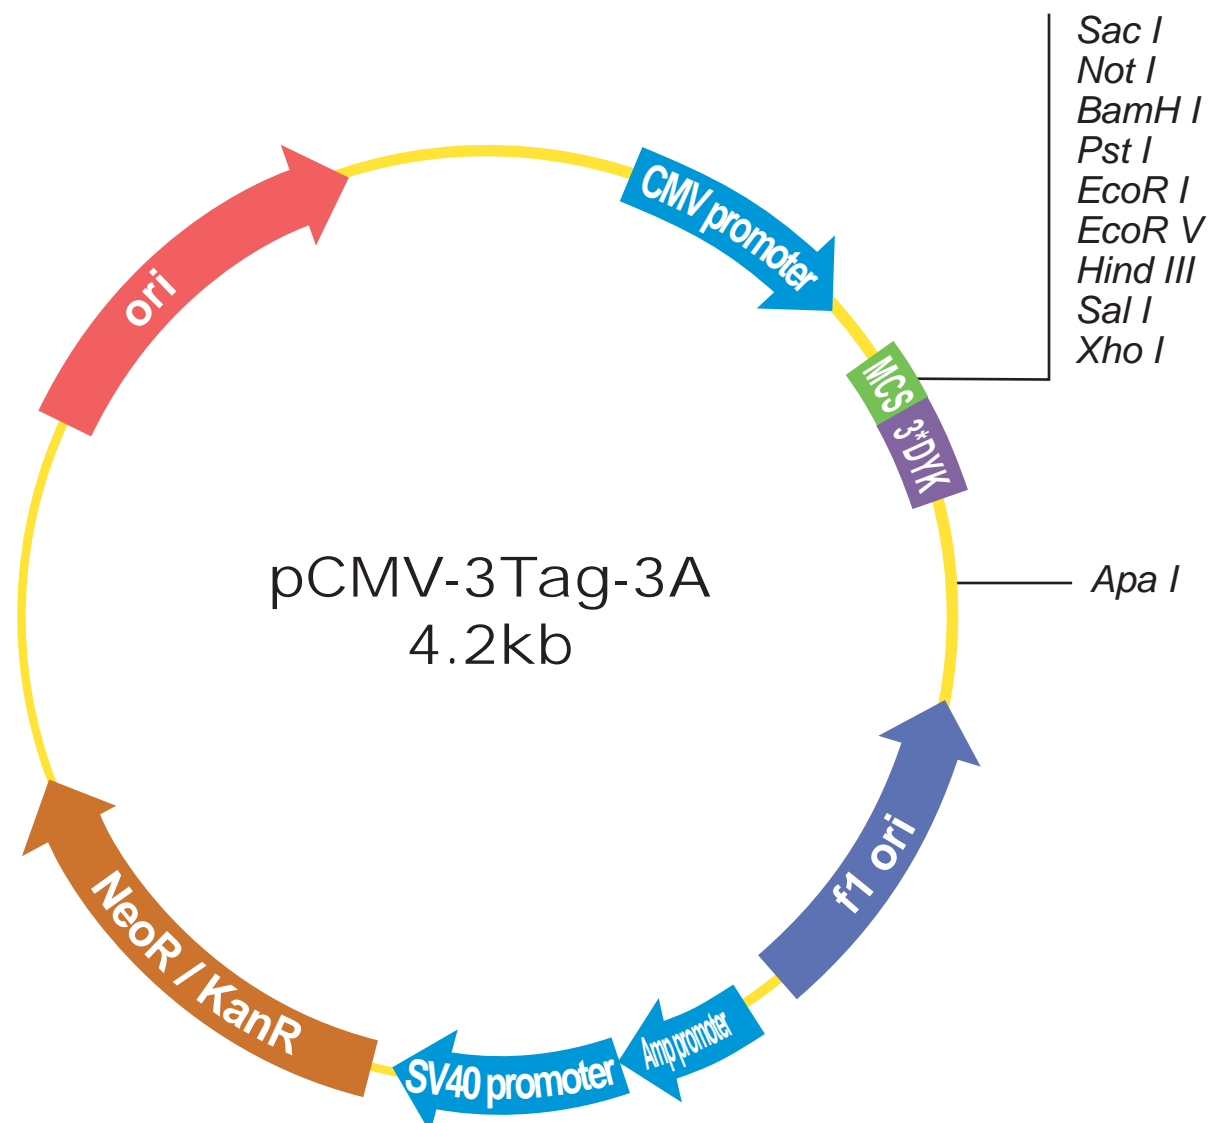 Sac I
Not I
BamH I
Pst I
EcoR I
EcoR V
Hind III
Sal I
Xho I
CMV promoter
ori
MCS
3*DYK
pCMV-3Tag-3A
4.2kb
Apa I
f1 ori
NeoR / KanR
Amp promoter
SV40 promoter